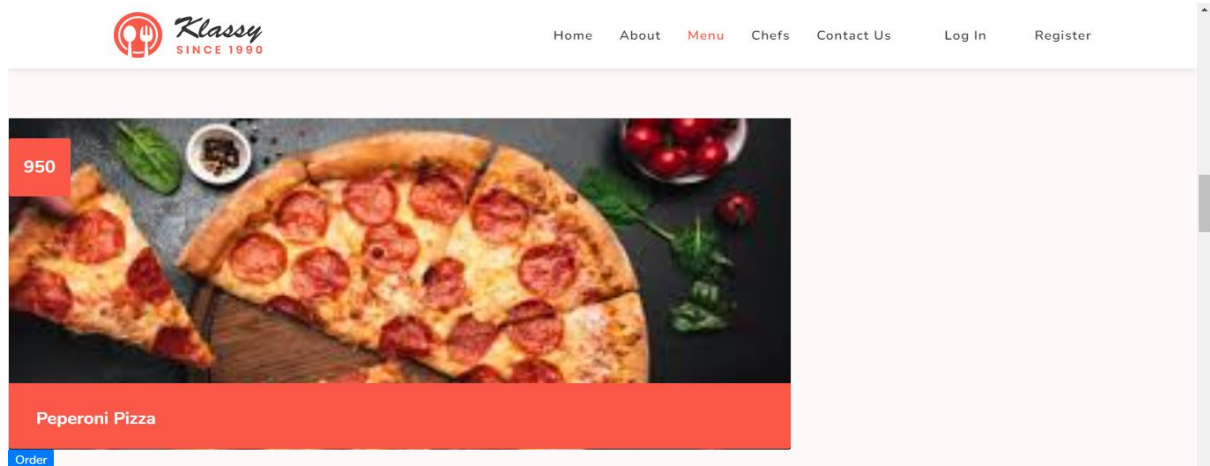 Klassy
SINCE 1990
Home About Menu Chefs Contact Us Log In Register
950
Peperoni Pizza
Order